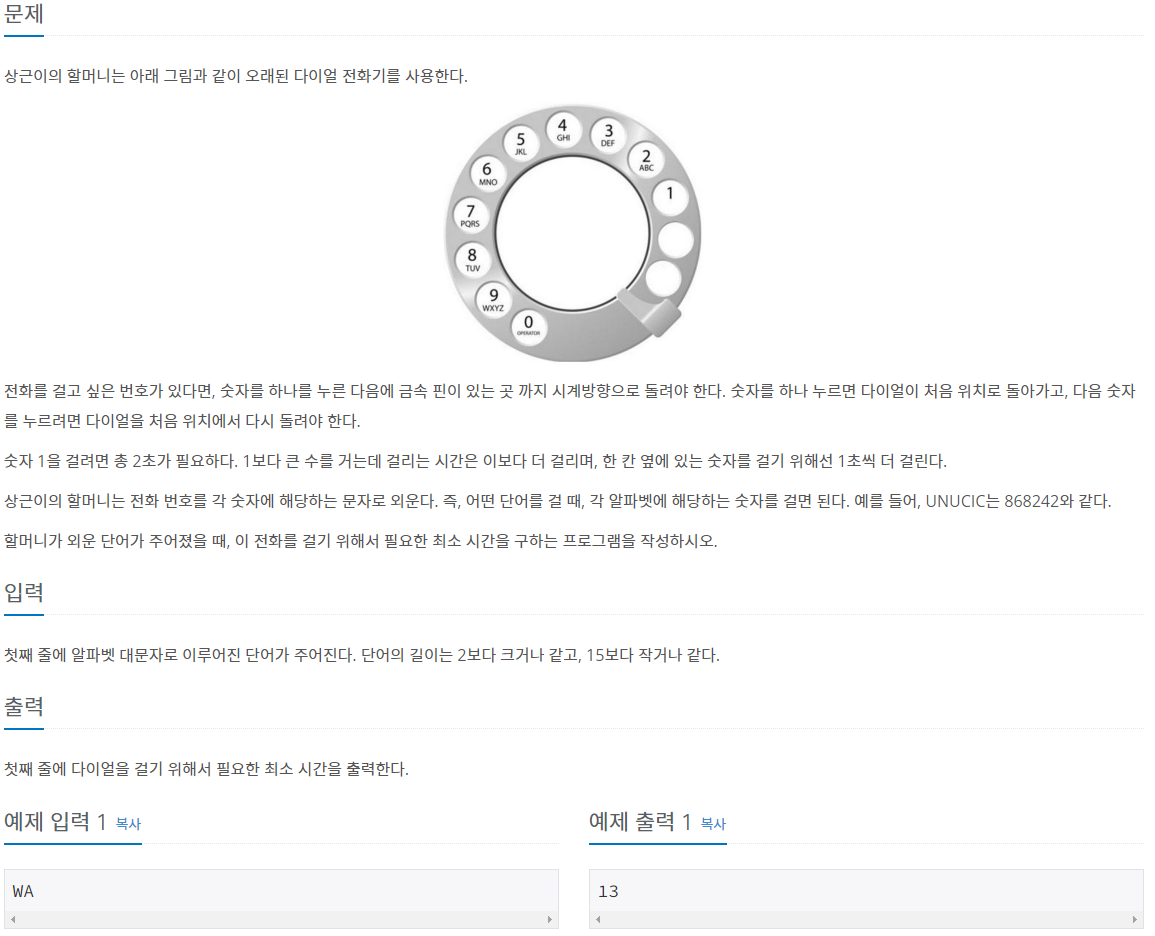 문제
상근이의 할머니는 아래 그림과 같이 오래된 다이얼 전화기를 사용한다.
4
GHI
3
DEF
5
JKL
2
ABC
6
MNO
1
7
PQRS
8
TUV
9
WXYZ
0
OPERATOR
전화를 걸고 싶은 번호가 있다면, 숫자를 하나를 누른 다음에 금속 핀이 있는 곳 까지 시계방향으로 돌려야 한다. 숫자를 하나 누르면 다이얼이 처음 위치로 돌아가고, 다음 숫자
를 누르려면 다이얼을 처음 위치에서 다시 돌려야 한다.
숫자 1을 걸려면 총 2초가 필요하다. 1보다 큰 수를 거는데 걸리는 시간은 이보다 더 걸리며, 한 칸 옆에 있는 숫자를 걸기 위해선 1초씩 더 걸린다.
상근이의 할머니는 전화 번호를 각 숫자에 해당하는 문자로 외운다. 즉, 어떤 단어를 걸 때, 각 알파벳에 해당하는 숫자를 걸면 된다. 예를 들어, UNUCIC는 868242와 같다.
할머니가 외운 단어가 주어졌을 때, 이 전화를 걸기 위해서 필요한 최소 시간을 구하는 프로그램을 작성하시오.
입력
첫째 줄에 알파벳 대문자로 이루어진 단어가 주어진다. 단어의 길이는 2보다 크거나 같고, 15보다 작거나 같다.
출력
첫째 줄에 다이얼을 걸기 위해서 필요한 최소 시간을 출력한다.
예제 입력 1 복사
WA
예제 출력 1 복사
13